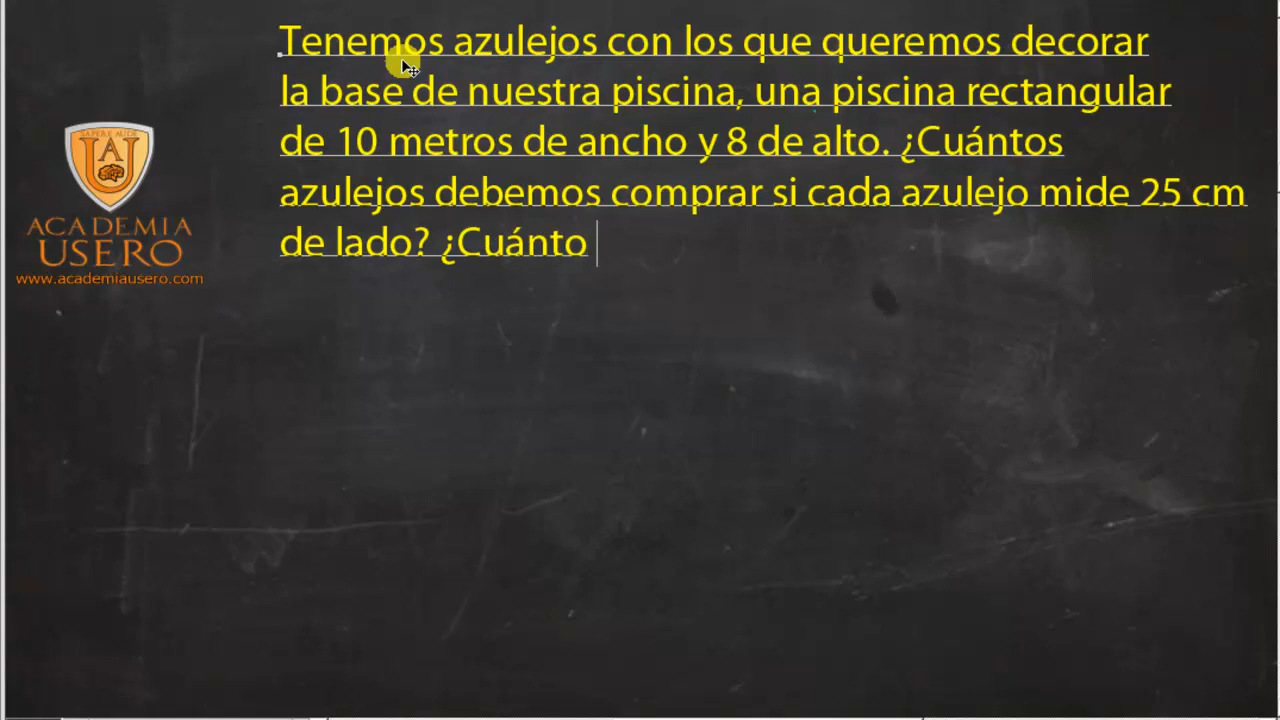 Tenemos azulejos con los que queremos decorar
la base de nuestra piscina, una piscina rectangular
de 10 metros de ancho y 8 de alto. ¿Cuántos
azulejos debemos comprar si cada azulejo mide 25 cm
de lado? ¿Cuánto
SAPERE AUDE
UA
ACADEMIA
USERO
www.academiausero.com